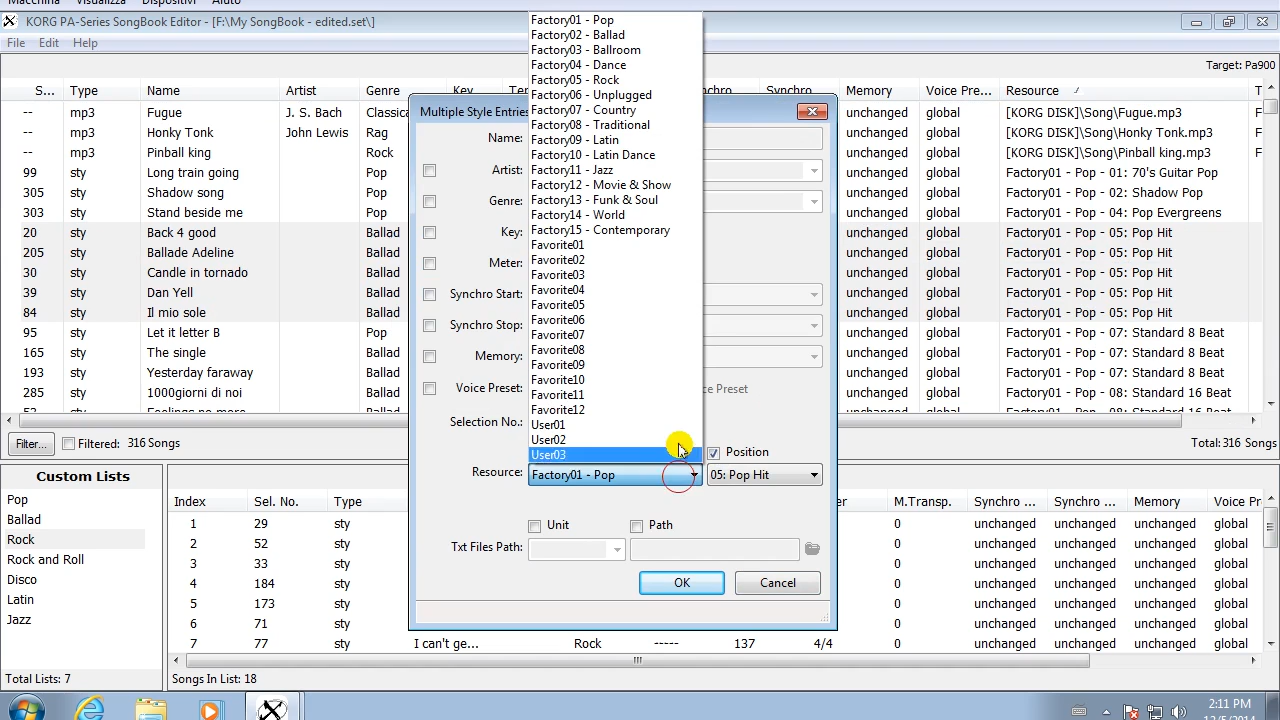 Macchina Visualizza Dispositivi Aiuto
KORG PA-Series SongBook Editor - [F:\My SongBook - edited.set\]
File Edit Help
Target: Pa900
S... Type Name Artist Genre Key Synchro Memory Voice Pre... Resource
-- mp3 Fugue J. S. Bach Classica unchanged global [KORG DISK]\Song\Fugue.mp3
-- mp3 Honky Tonk John Lewis Rag unchanged global [KORG DISK]\Song\Honky Tonk.mp3
-- mp3 Pinball king Rock unchanged global [KORG DISK]\Song\Pinball king.mp3
99 sty Long train going Pop unchanged global Factory01 - Pop - 01: 70's Guitar Pop
305 sty Shadow song Pop unchanged global Factory01 - Pop - 02: Shadow Pop
303 sty Stand beside me Pop unchanged global Factory01 - Pop - 04: Pop Evergreens
20 sty Back 4 good Ballad unchanged global Factory01 - Pop - 05: Pop Hit
205 sty Ballade Adeline Ballad unchanged global Factory01 - Pop - 05: Pop Hit
30 sty Candle in tornado Ballad unchanged global Factory01 - Pop - 05: Pop Hit
39 sty Dan Yell Ballad unchanged global Factory01 - Pop - 05: Pop Hit
84 sty Il mio sole Ballad unchanged global Factory01 - Pop - 05: Pop Hit
95 sty Let it letter B Pop unchanged global Factory01 - Pop - 07: Standard 8 Beat
165 sty The single Ballad unchanged global Factory01 - Pop - 07: Standard 8 Beat
193 sty Yesterday faraway Ballad unchanged global Factory01 - Pop - 07: Standard 8 Beat
285 sty 1000giorni di noi Ballad unchanged global Factory01 - Pop - 08: Standard 16 Beat
Filter... Filtered: 316 Songs
Total: 316 Songs
Multiple Style Entries
Name:
Artist:
Genre:
Key:
Meter:
Synchro Start:
Synchro Stop:
Memory:
Voice Preset:
Selection No.:
Position
Resource: Factory01 - Pop 05: Pop Hit
Unit Path
Txt Files Path:
OK Cancel
Factory01 - Pop
Factory02 - Ballad
Factory03 - Ballroom
Factory04 - Dance
Factory05 - Rock
Factory06 - Unplugged
Factory07 - Country
Factory08 - Traditional
Factory09 - Latin
Factory10 - Latin Dance
Factory11 - Jazz
Factory12 - Movie & Show
Factory13 - Funk & Soul
Factory14 - World
Factory15 - Contemporary
Favorite01
Favorite02
Favorite03
Favorite04
Favorite05
Favorite06
Favorite07
Favorite08
Favorite09
Favorite10
Favorite11
Favorite12
User01
User02
User03
Custom Lists
Pop
Ballad
Rock
Rock and Roll
Disco
Latin
Jazz
Total Lists: 7
Index Sel. No. Type M.Transp. Synchro ... Synchro ... Memory Voice Pr
1 29 sty 0 unchanged unchanged unchanged global
2 52 sty 0 unchanged unchanged unchanged global
3 33 sty 0 unchanged unchanged unchanged global
4 184 sty 0 unchanged unchanged unchanged global
5 173 sty 0 unchanged unchanged unchanged global
6 71 sty 0 unchanged unchanged unchanged global
7 77 sty I can't ge... Rock ----- 137 4/4 0 unchanged unchanged unchanged global
Songs In List: 18
2:11 PM